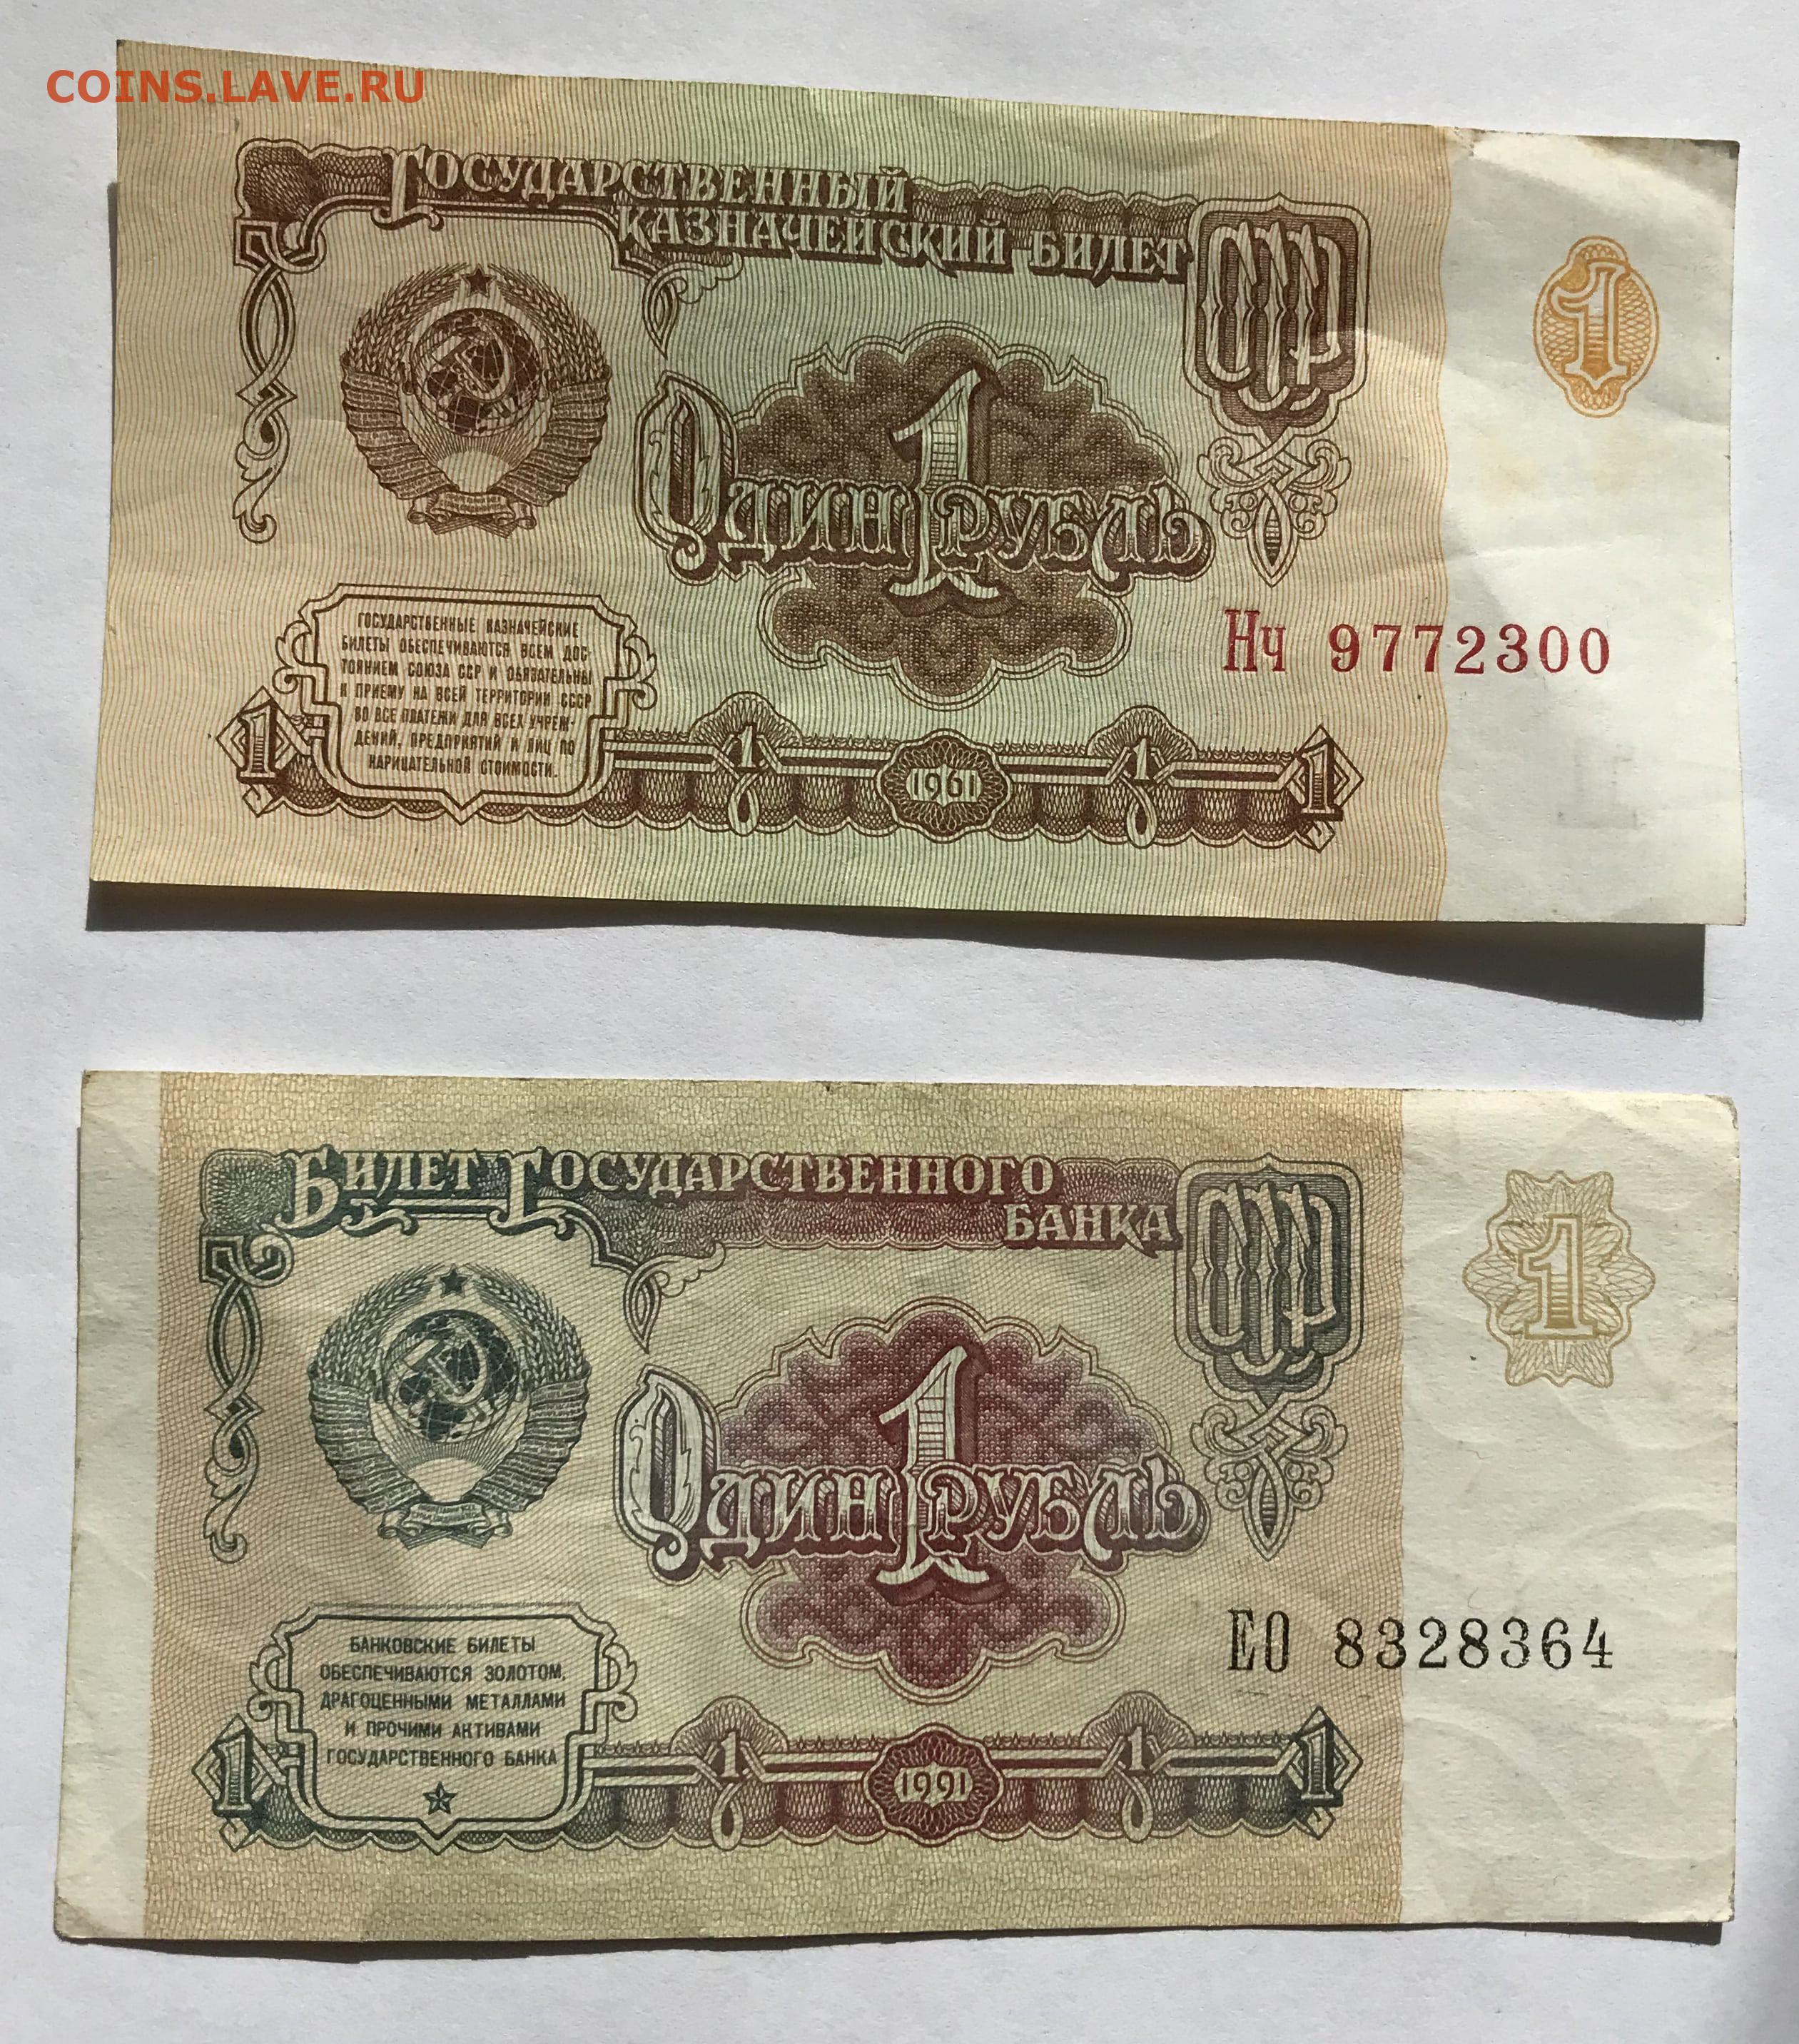 COINS.LAVE.RU
ГОСУДАРСТВЕННЫЙ
КАЗНАЧЕЙСКИЙ БИЛЕТ
СССР
1
1
ОДИН РУБЛЬ
ГОСУДАРСТВЕННЫЕ КАЗНАЧЕЙСКИЕ
БИЛЕТЫ ОБЕСПЕЧИВАЮТСЯ ВСЕМ ДОС-
ТОЯНИЕМ СОЮЗА ССР И ОБЯЗАТЕЛЬНЫ
К ПРИЕМУ НА ВСЕЙ ТЕРРИТОРИИ СССР
ВО ВСЕ ПЛАТЕЖИ ДЛЯ ВСЕХ УЧРЕЖ-
ДЕНИЙ, ПРЕДПРИЯТИЙ И ЛИЦ ПО
НАРИЦАТЕЛЬНОЙ СТОИМОСТИ.
Нч 9772300
1 1 1961 1 1
БИЛЕТ ГОСУДАРСТВЕННОГО
БАНКА
СССР
1
1
ОДИН РУБЛЬ
БАНКОВСКИЕ БИЛЕТЫ
ОБЕСПЕЧИВАЮТСЯ ЗОЛОТОМ,
ДРАГОЦЕННЫМИ МЕТАЛЛАМИ
И ПРОЧИМИ АКТИВАМИ
ГОСУДАРСТВЕННОГО БАНКА
ЕО 8328364
1 1 1991 1 1